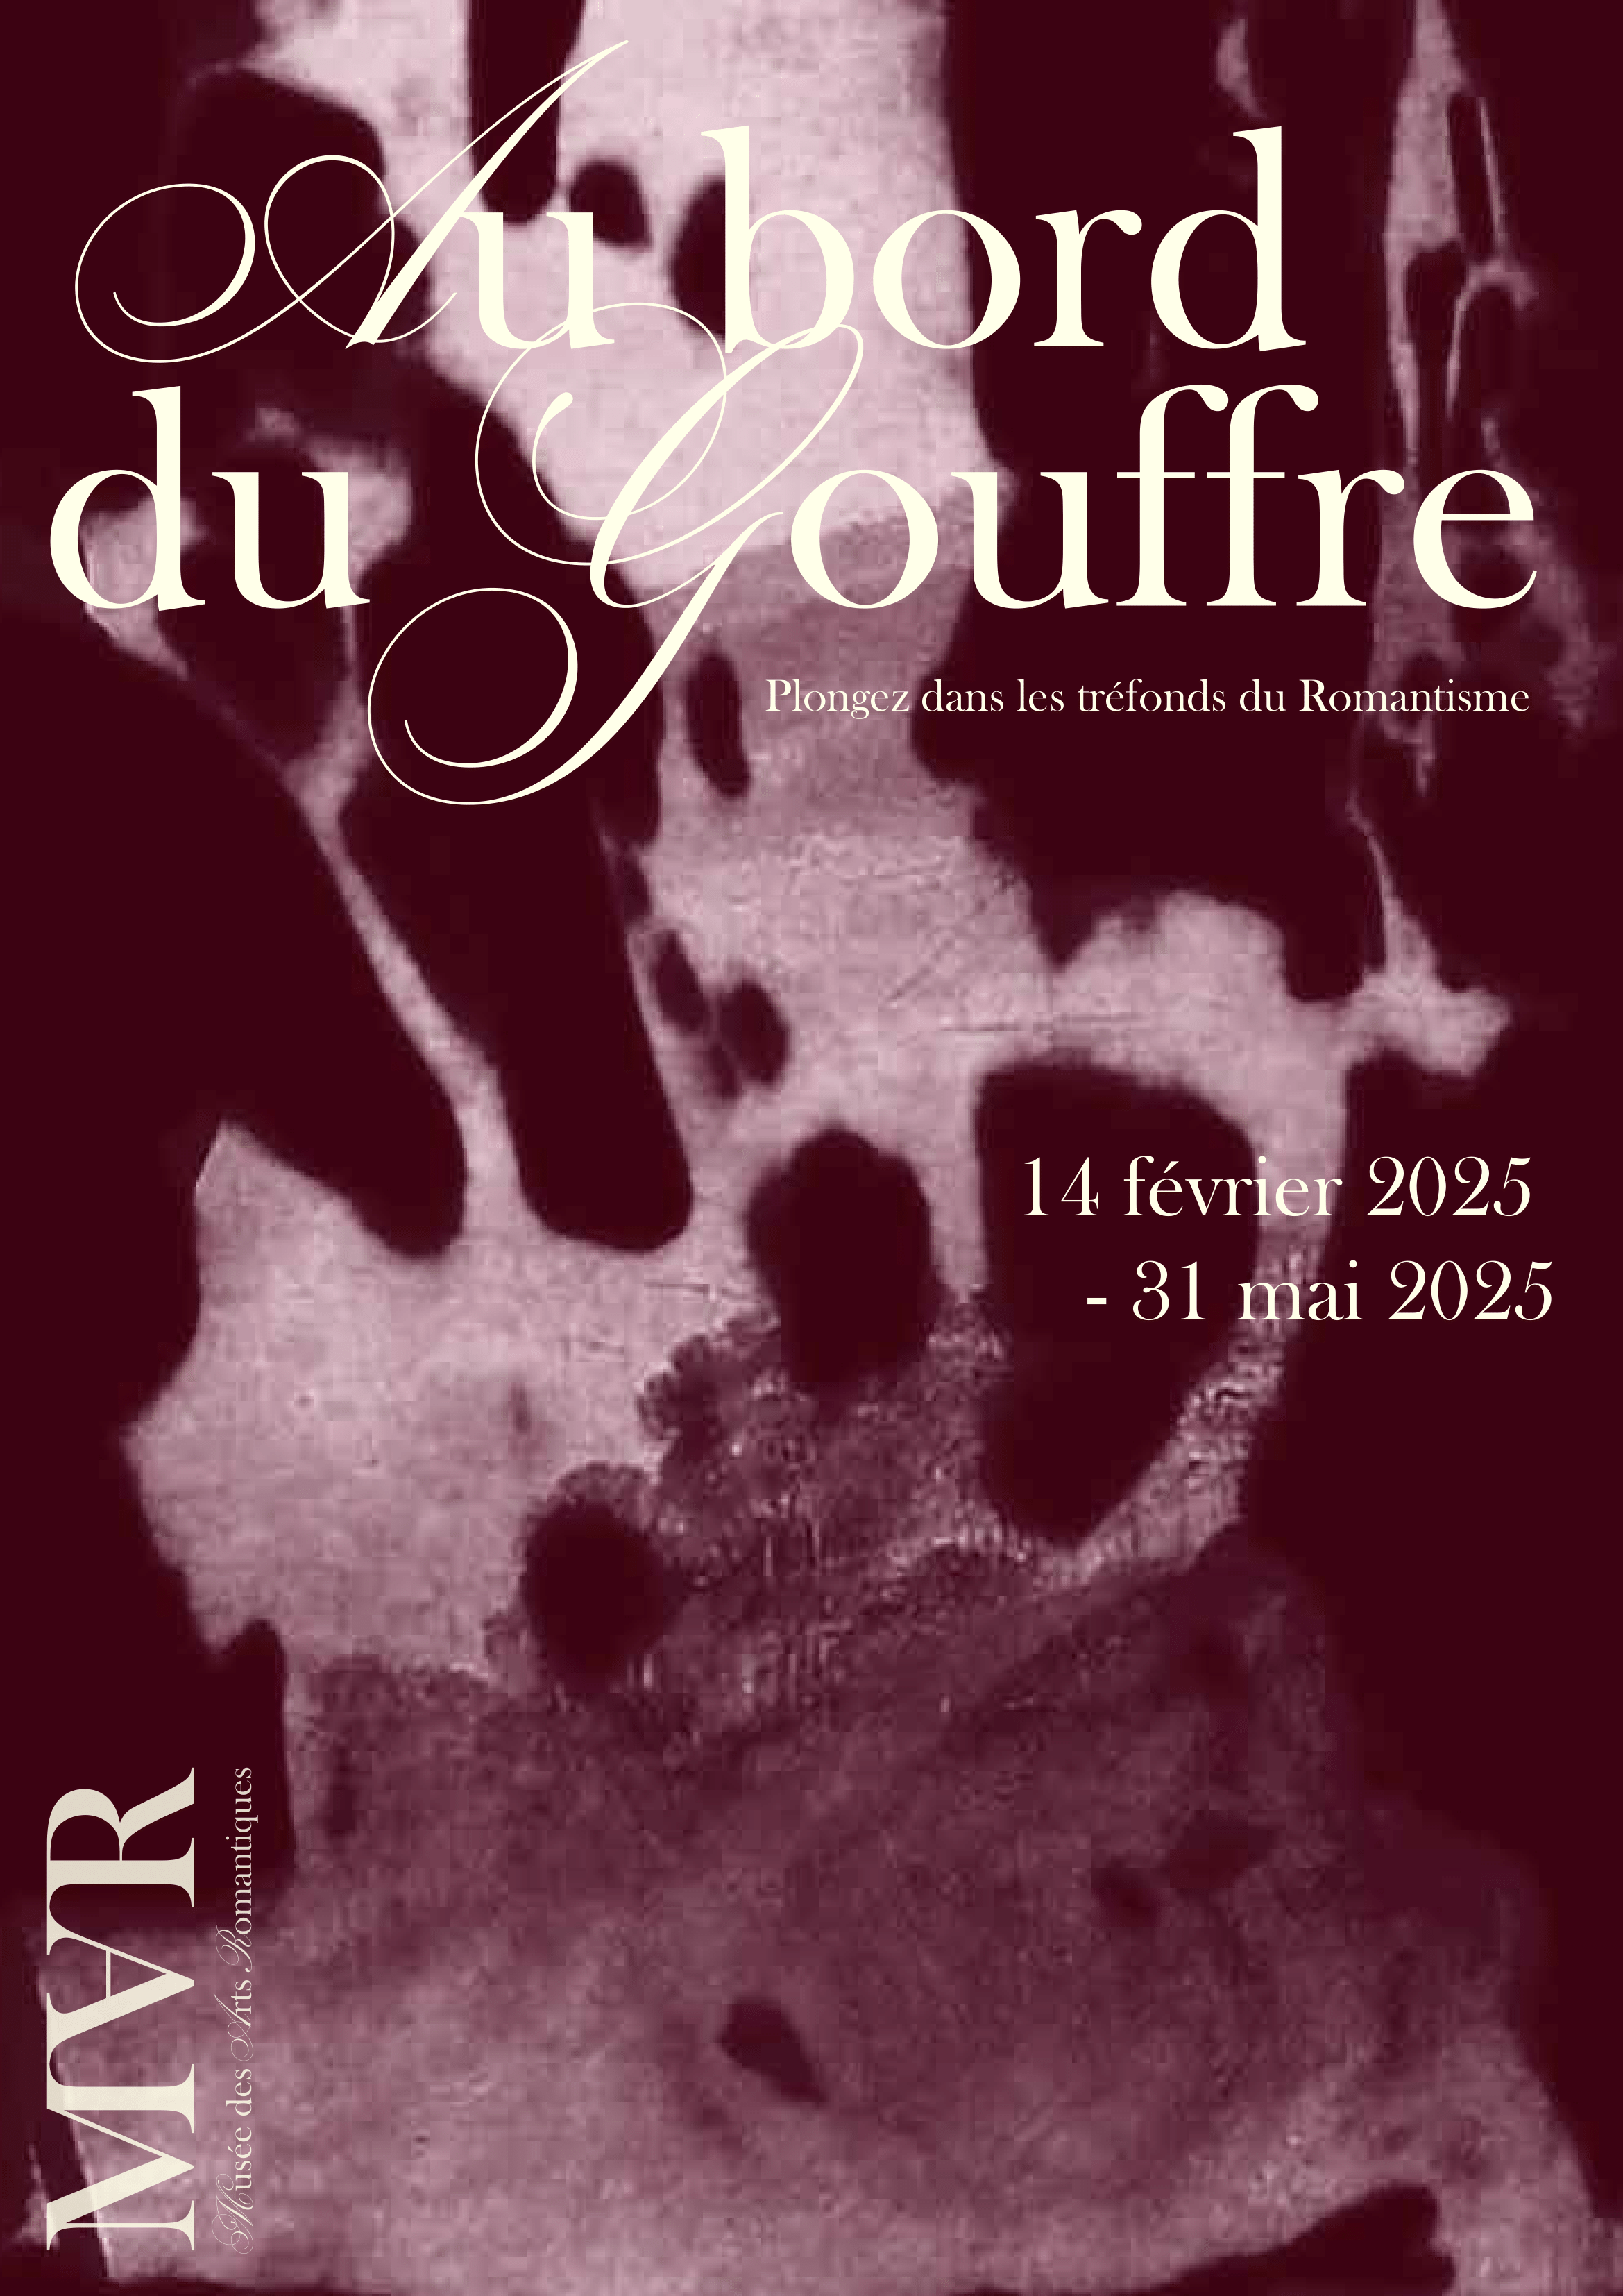 Au bord
du Gouffre
Plongez dans les tréfonds du Romantisme
14 février 2025
- 31 mai 2025
MAR
Musée des Arts Romantiques